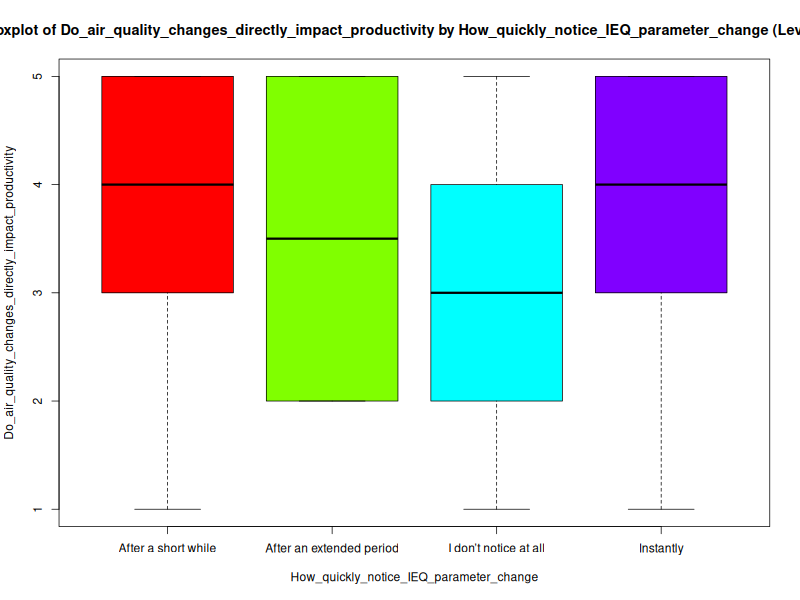 plot of Do_air_quality_changes_directly_impact_productivity by How_quickly_notice_IEQ_parameter_change (Lev
Do_air_quality_changes_directly_impact_productivity
5
4
3
2
1
After a short while
After an extended period
I don't notice at all
Instantly
How_quickly_notice_IEQ_parameter_change